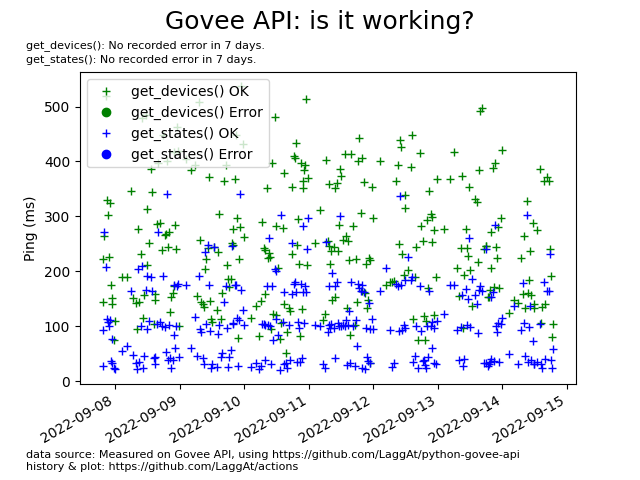 Govee API: is it working?
get_devices(): No recorded error in 7 days.
get_states(): No recorded error in 7 days.
get_devices() OK
get_devices() Error
get_states() OK
get_states() Error
Ping (ms)
500
400
300
200
100
0
2022-09-08
2022-09-09
2022-09-10
2022-09-11
2022-09-12
2022-09-13
2022-09-14
2022-09-15
data source: Measured on Govee API, using https://github.com/LaggAt/python-govee-api
history & plot: https://github.com/LaggAt/actions